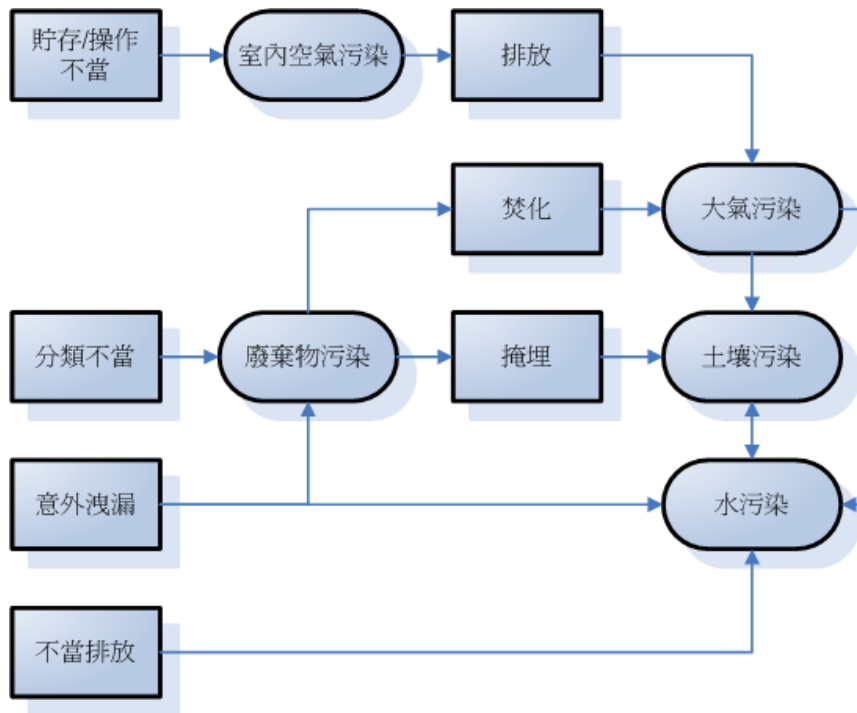 貯存/操作
不當
室內空氣污染
排放
焚化
大氣污染
分類不當
廢棄物污染
掩埋
土壤污染
意外洩漏
水污染
不當排放